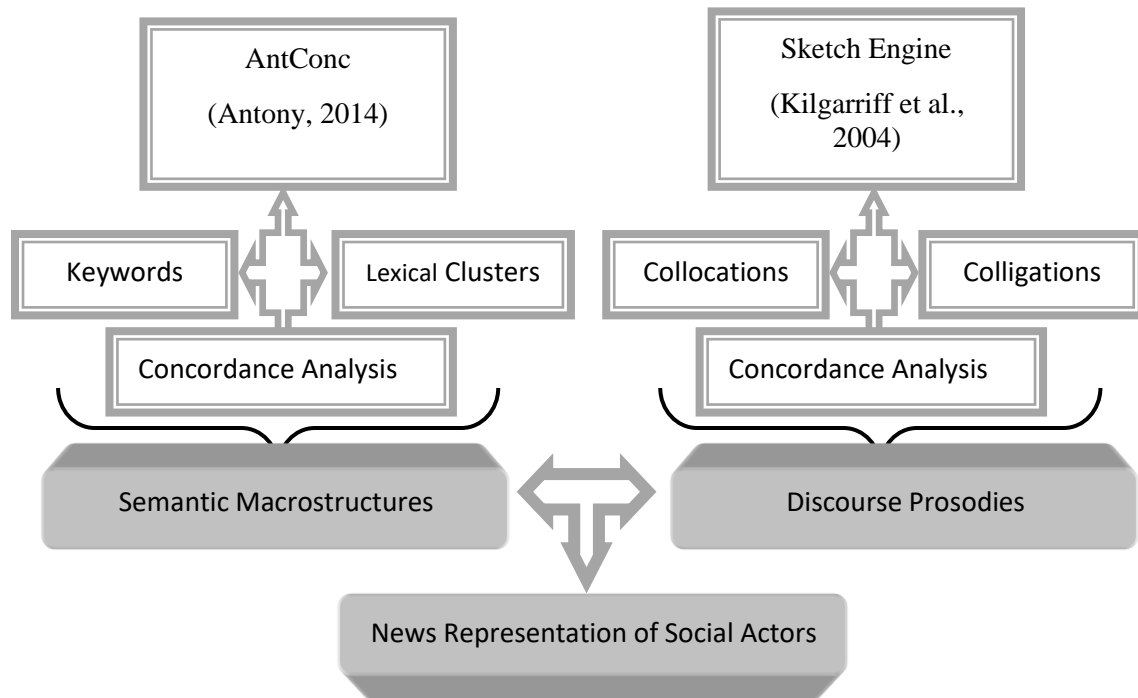 AntConc
(Antony, 2014)
Sketch Engine
(Kilgarriff et al.,
2004)
Keywords
Lexical Clusters
Collocations
Colligations
Concordance Analysis
Concordance Analysis
Semantic Macrostructures
Discourse Prosodies
News Representation of Social Actors